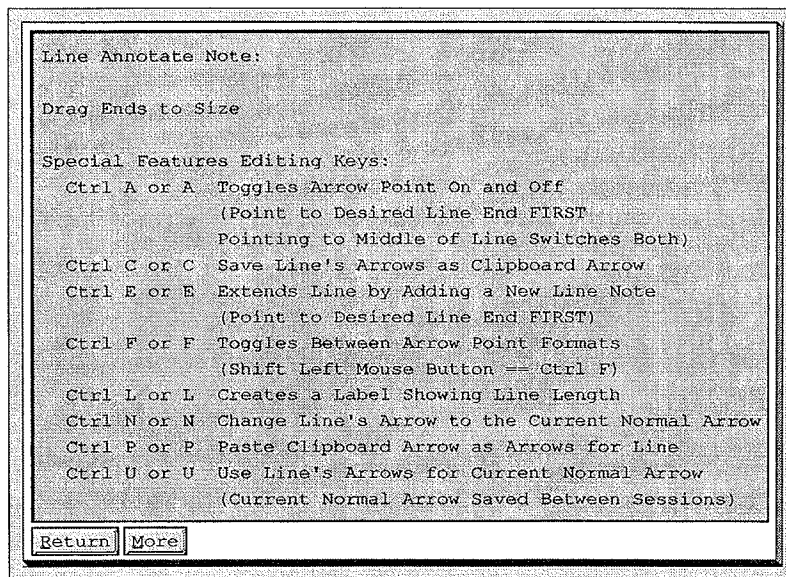 Line Annotate Note:
Drag Ends to Size
Special Features Editing Keys:
Ctrl A or A Toggles Arrow Point On and Off
(Point to Desired Line End FIRST
Pointing to Middle of Line Switches Both)
Ctrl C or C Save Line's Arrows as Clipboard Arrow
Ctrl E or E Extends Line by Adding a New Line Note
(Point to Desired Line End FIRST)
Ctrl F or F Toggles Between Arrow Point Formats
(Shift Left Mouse Button == Ctrl F)
Ctrl L or L Creates a Label Showing Line Length
Ctrl N or N Change Line's Arrow to the Current Normal Arrow
Ctrl P or P Paste Clipboard Arrow as Arrows for Line
Ctrl U or U Use Line's Arrows for Current Normal Arrow
(Current Normal Arrow Saved Between Sessions)
Return More